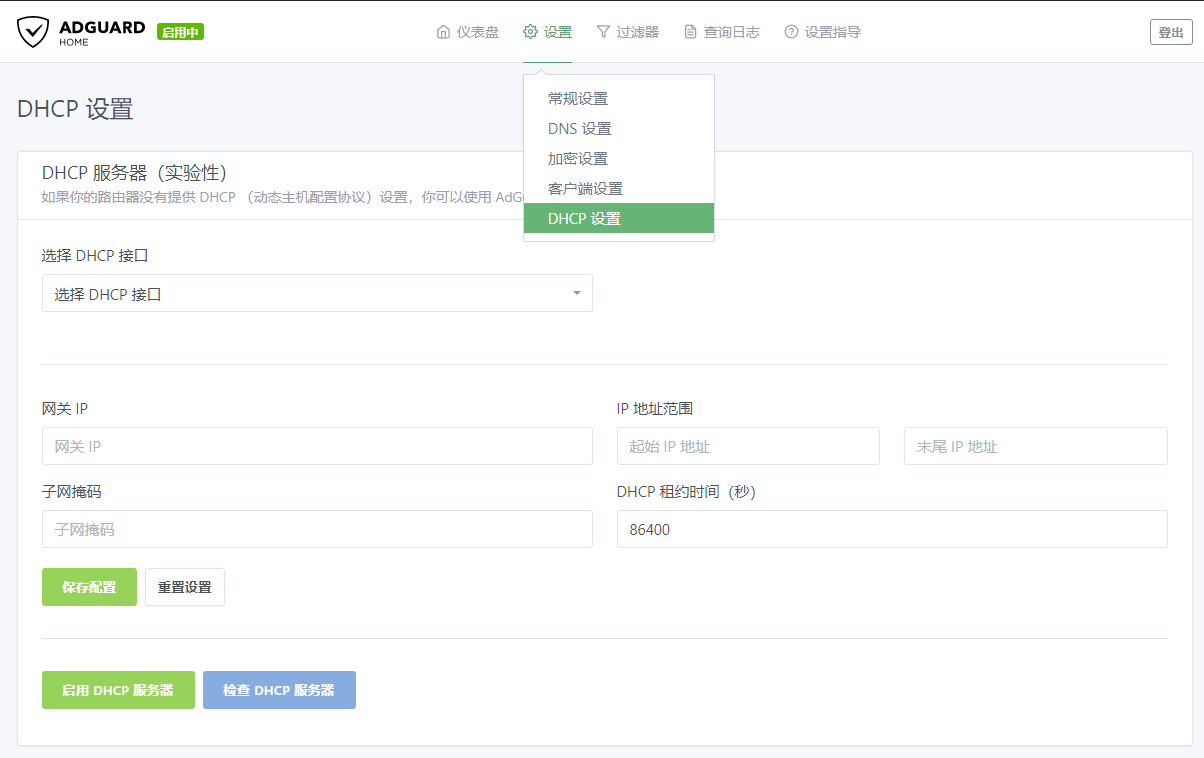 ADGUARD
HOME
启用中
仪表盘
设置
过滤器
查询日志
设置指导
登出
常规设置
DNS 设置
加密设置
客户端设置
DHCP 设置
DHCP 设置
DHCP 服务器（实验性）
如果你的路由器没有提供 DHCP （动态主机配置协议）设置，你可以使用
选择 DHCP 接口
选择 DHCP 接口
网关 IP
网关 IP
IP 地址范围
起始 IP 地址
末尾 IP 地址
子网掩码
子网掩码
DHCP 租约时间（秒）
86400
保存配置
重置设置
启用 DHCP 服务器
检查 DHCP 服务器